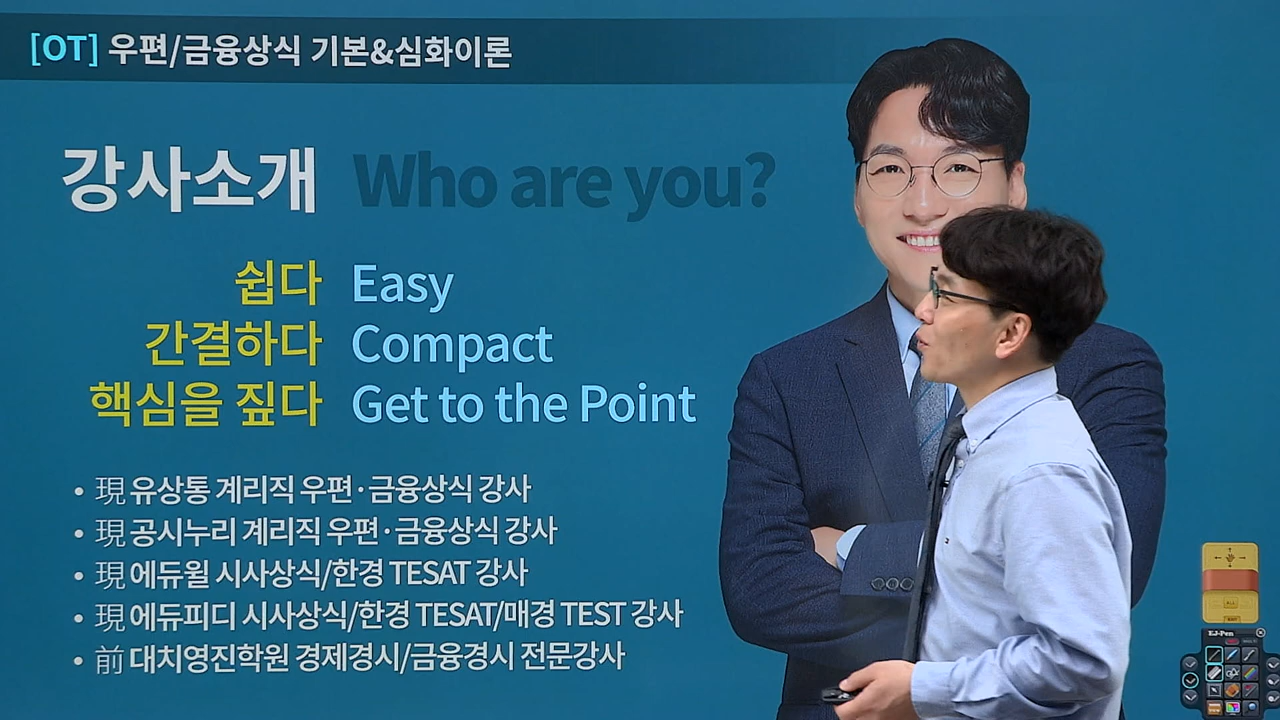 [OT] 우편/금융상식 기본&심화이론
강사소개 Who are you?
쉽다 Easy
간결하다 Compact
핵심을 짚다 Get to the Point
• 現 유상통 계리직 우편·금융상식 강사
• 現 공시누리 계리직 우편·금융상식 강사
• 現 에듀윌 시사상식/한경 TESAT 강사
• 現 에듀피디 시사상식/한경 TESAT/매경 TEST 강사
• 前 대치영진학원 경제경시/금융경시 전문강사
EJ-Pen